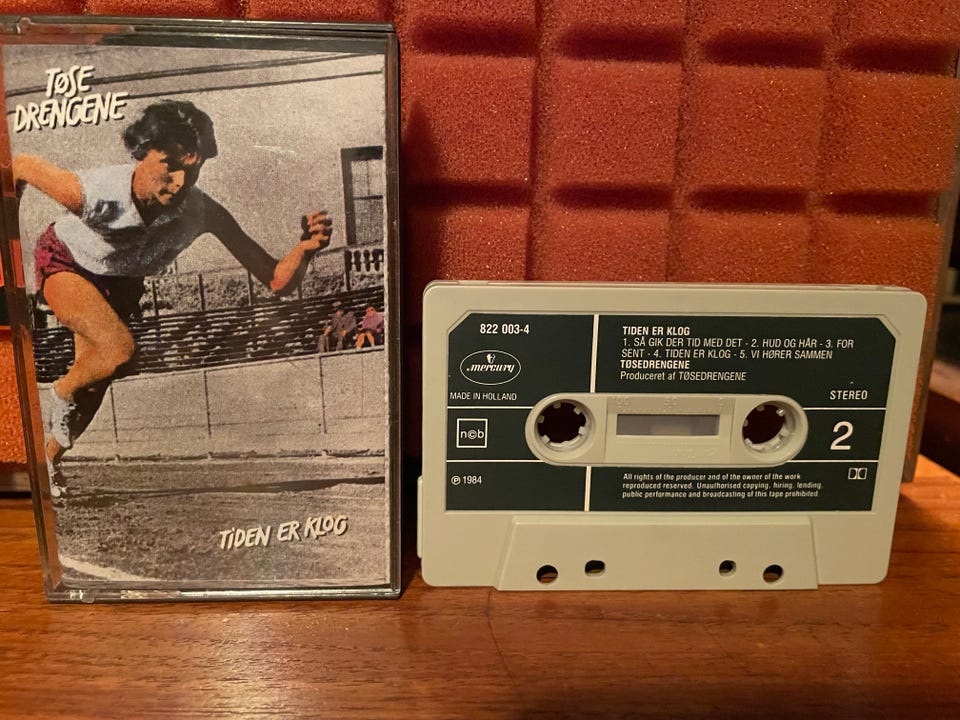 TØSE
DRENGENE
TIDEN ER KLOG
822 003-4
mercury
MADE IN HOLLAND
n©b
℗ 1984
TIDEN ER KLOG
1. SÅ GIK DER TID MED DET - 2. HUD OG HÅR - 3. FOR
SENT - 4. TIDEN ER KLOG - 5. VI HØRER SAMMEN
TØSEDRENGENE
Produceret af TØSEDRENGENE
STEREO
2
100 50
All rights of the producer and of the owner of the work
reproduced reserved. Unauthorised copying, hiring, lending,
public performance and broadcasting of this tape prohibited.